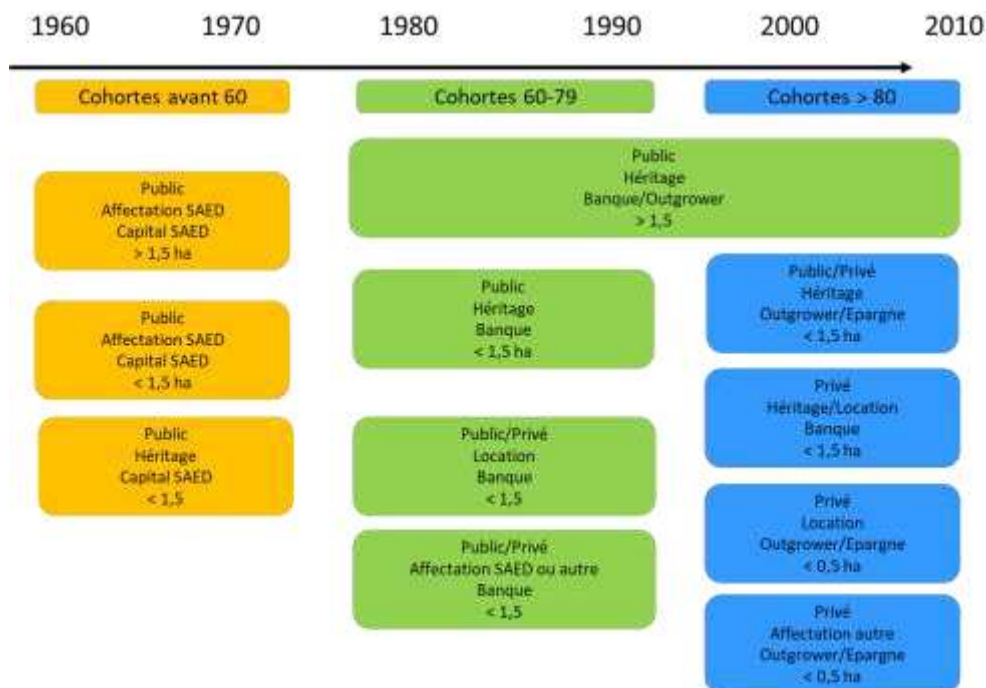 1960 1970 1980 1990 2000 2010
Cohortes avant 60
Cohortes 60-79
Cohortes > 80
Public
Affectation SAED
Capital SAED
> 1,5 ha
Public
Affectation SAED
Capital SAED
< 1,5 ha
Public
Héritage
Capital SAED
< 1,5
Public
Héritage
Banque/Outgrower
> 1,5
Public
Héritage
Banque
< 1,5 ha
Public/Privé
Location
Banque
< 1,5
Public/Privé
Affectation SAED ou autre
Banque
< 1,5
Public/Privé
Héritage
Outgrower/Epargne
< 1,5 ha
Privé
Héritage/Location
Banque
< 1,5 ha
Privé
Location
Outgrower/Epargne
< 0,5 ha
Privé
Affectation autre
Outgrower/Epargne
< 0,5 ha